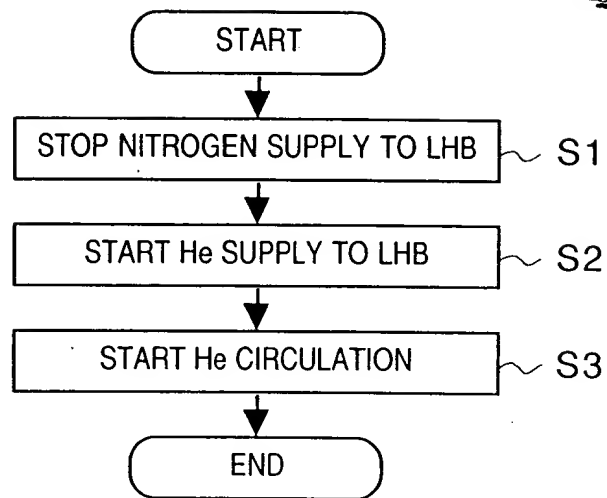 START
STOP NITROGEN SUPPLY TO LHB
S1
START He SUPPLY TO LHB
S2
START He CIRCULATION
S3
END